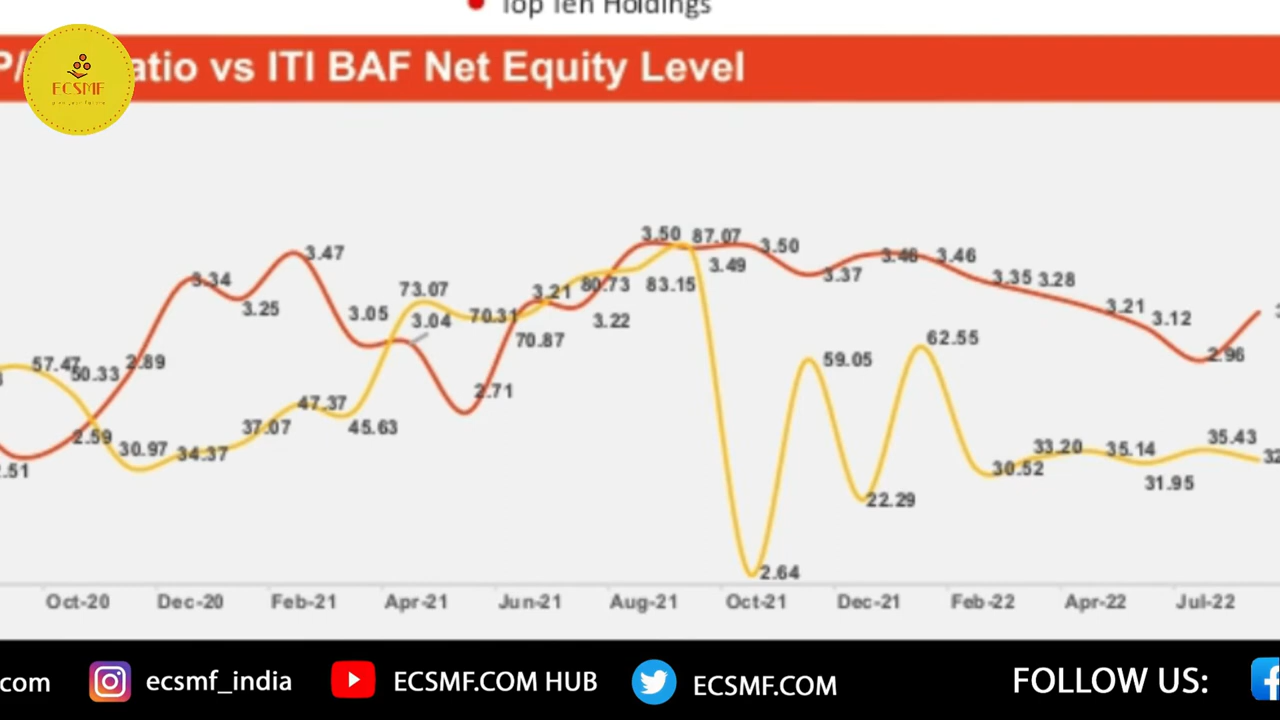 Top Ten Holdings
P/ atio vs ITI BAF Net Equity Level
ECSMF
3.50 87.07 3.50
3.47 3.49 3.46 3.46
3.34 3.37 3.35 3.28
3.25 73.07 3.21 80.73 83.15 3.21
3.05 3.04 70.31 3.22 3.12
70.87 62.55
57.47 50.33 2.89 59.05 2.96
2.71
47.37
2.59 37.07 45.63 35.43
30.97 34.37 33.20 35.14 32
.51 30.52 31.95
22.29
2.64
Oct-20 Dec-20 Feb-21 Apr-21 Jun-21 Aug-21 Oct-21 Dec-21 Feb-22 Apr-22 Jul-22
com ecsmf_india ECSMF.COM HUB ECSMF.COM FOLLOW US: